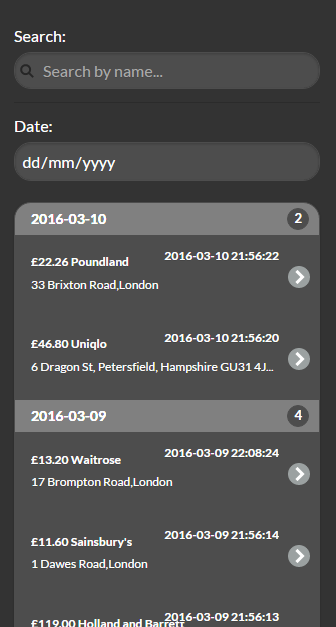 Search:
Search by name...
Date:
dd/mm/yyyy
2016-03-10 2
£22.26 Poundland 2016-03-10 21:56:22
33 Brixton Road,London
£46.80 Uniqlo 2016-03-10 21:56:20
6 Dragon St, Petersfield, Hampshire GU31 4J...
2016-03-09 4
£13.20 Waitrose 2016-03-09 22:08:24
17 Brompton Road,London
£11.60 Sainsbury's 2016-03-09 21:56:14
1 Dawes Road,London
£119.00 Holland and Barrett 2016-03-09 21:56:13